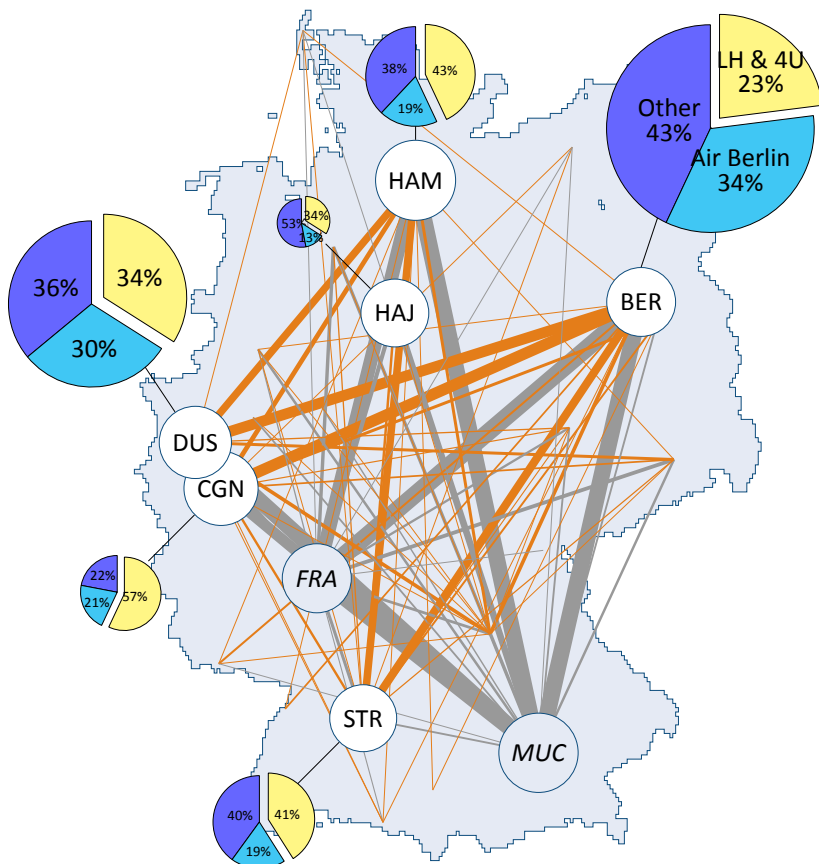 38%
43%
19%
LH & 4U
23%
Other
43%
Air Berlin
34%
HAM
53%
34%
13%
36%
34%
30%
HAJ
BER
DUS
CGN
FRA
22%
57%
21%
STR
MUC
40%
41%
19%